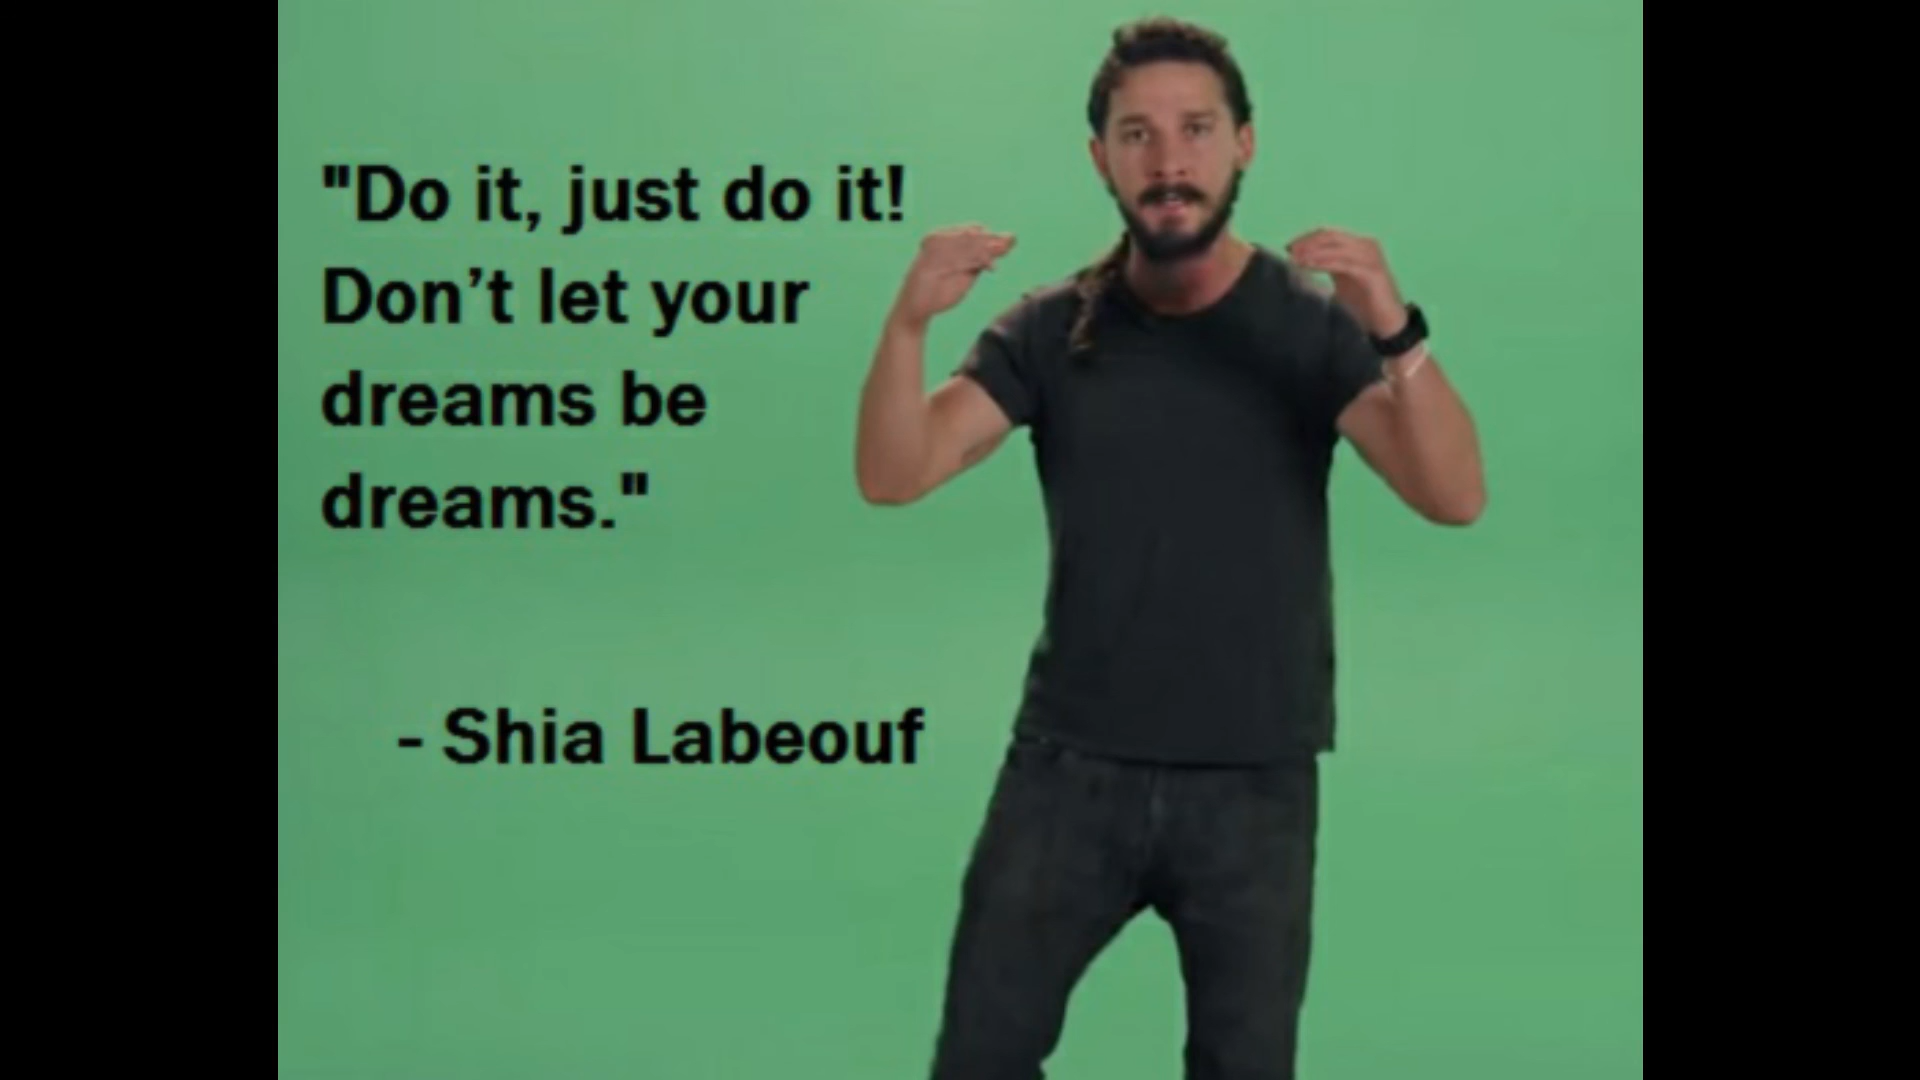 "Do it, just do it!
Don’t let your
dreams be
dreams."
- Shia Labeouf